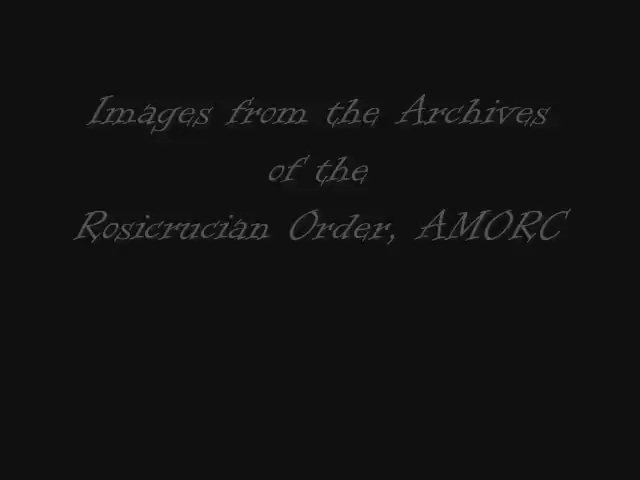 Images from the Archives
of the
Rosicrucian Order, AMORC